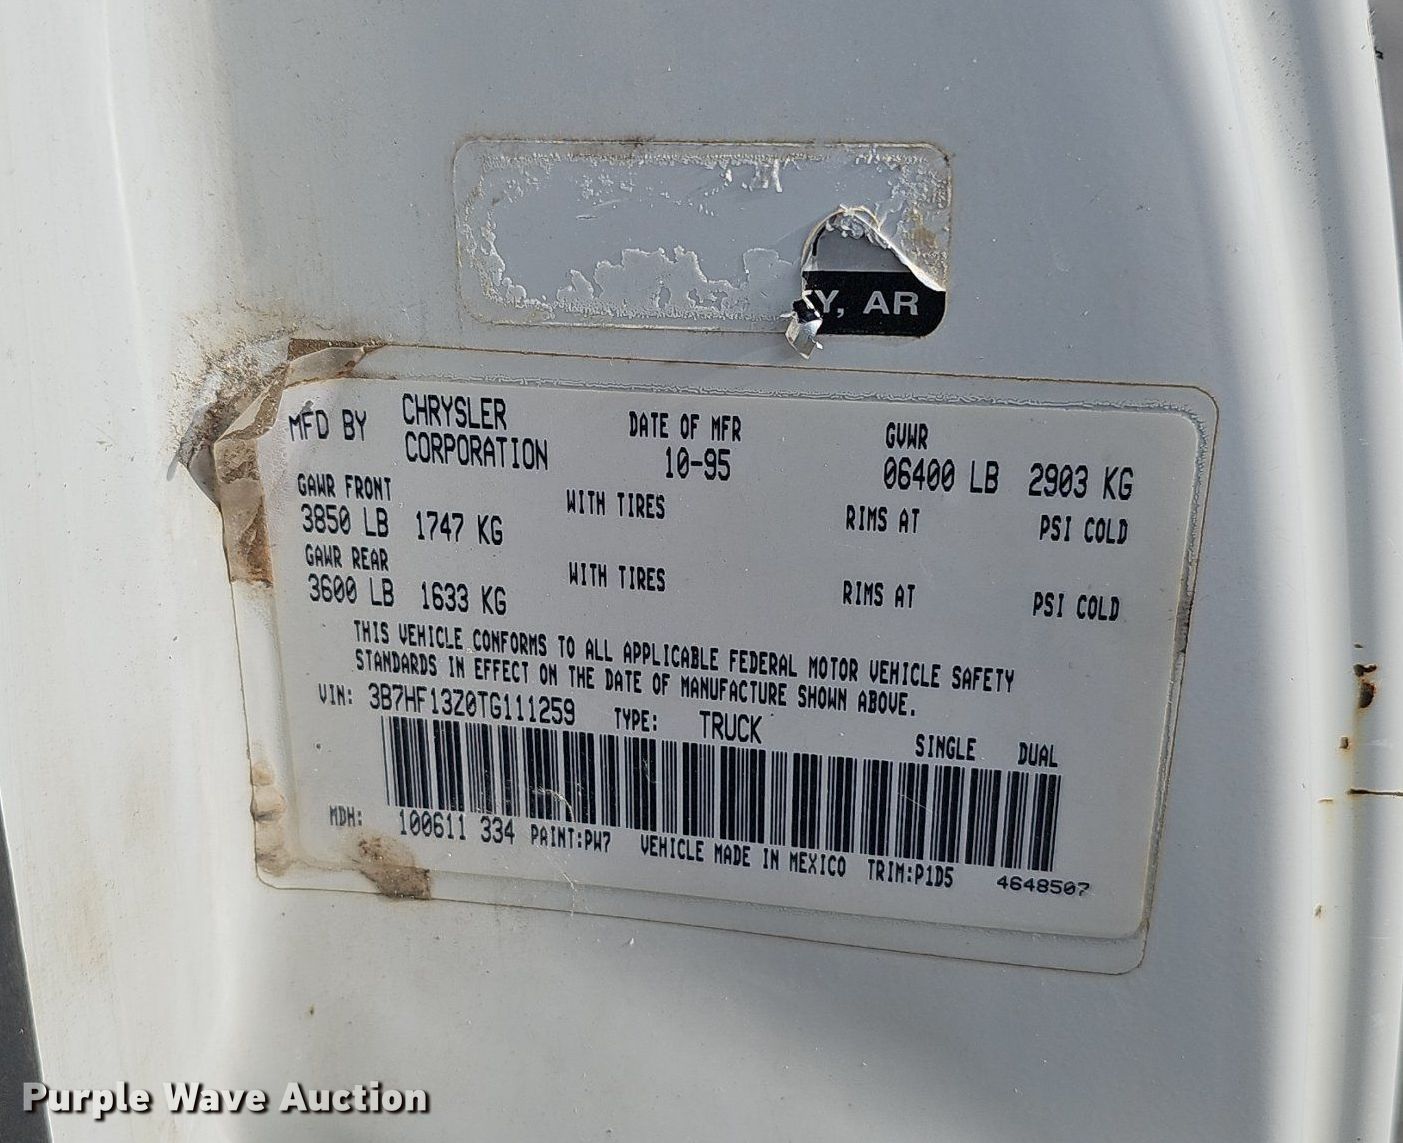 Y, AR
MFD BY CHRYSLER CORPORATION DATE OF MFR 10-95 GVWR 06400 LB 2903 KG
GAWR FRONT WITH TIRES RIMS AT PSI COLD
3850 LB 1747 KG
GAWR REAR WITH TIRES RIMS AT PSI COLD
3600 LB 1633 KG
THIS VEHICLE CONFORMS TO ALL APPLICABLE FEDERAL MOTOR VEHICLE SAFETY
STANDARDS IN EFFECT ON THE DATE OF MANUFACTURE SHOWN ABOVE.
VIN: 3B7HF13Z0TG111259 TYPE: TRUCK SINGLE DUAL
MDH: 100611 334 PAINT:PW7 VEHICLE MADE IN MEXICO TRIM:P1D5 4648507
Purple Wave Auction